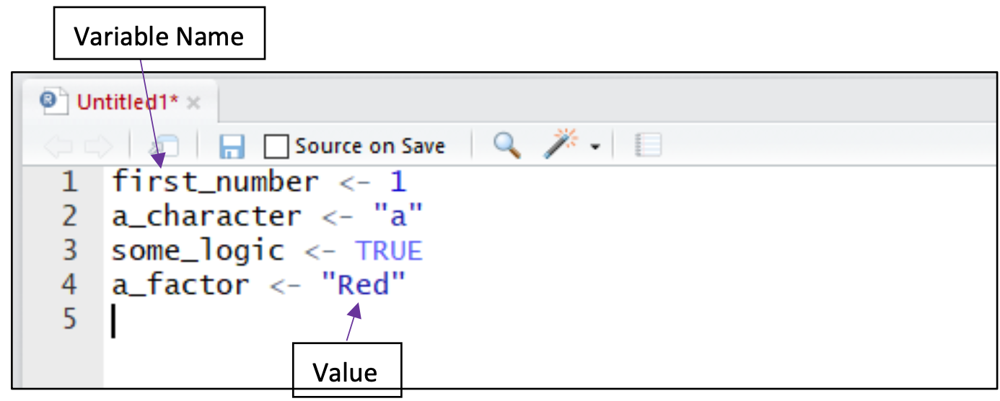 Variable Name
Untitled1*
Source on Save
1 first_number <- 1
2 a_character <- "a"
3 some_logic <- TRUE
4 a_factor <- "Red"
5
Value